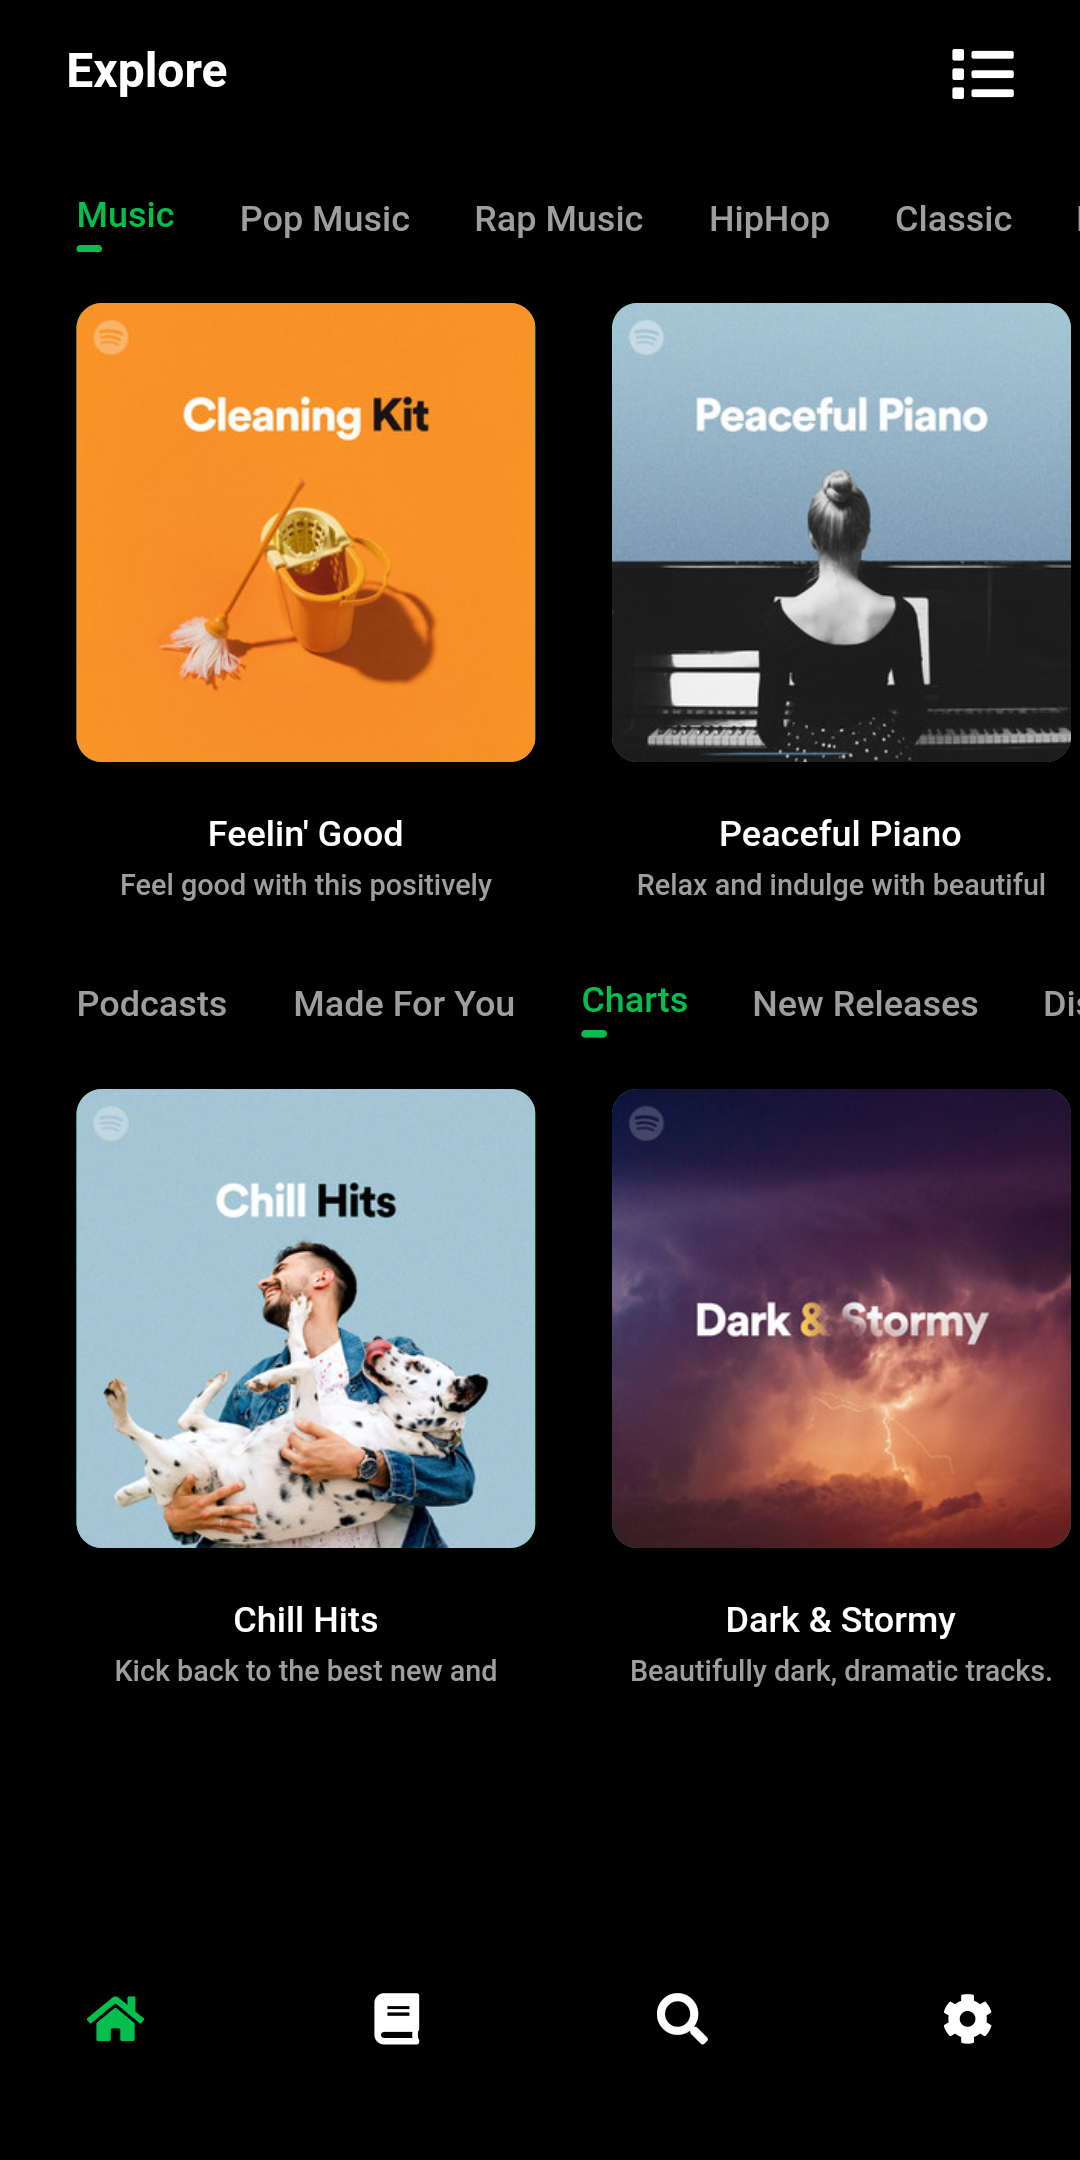 Explore
Music Pop Music Rap Music HipHop Classic
Cleaning Kit
Peaceful Piano
Feelin' Good
Feel good with this positively
Peaceful Piano
Relax and indulge with beautiful
Podcasts Made For You Charts New Releases Dis
Chill Hits
Dark & Stormy
Chill Hits
Kick back to the best new and
Dark & Stormy
Beautifully dark, dramatic tracks.